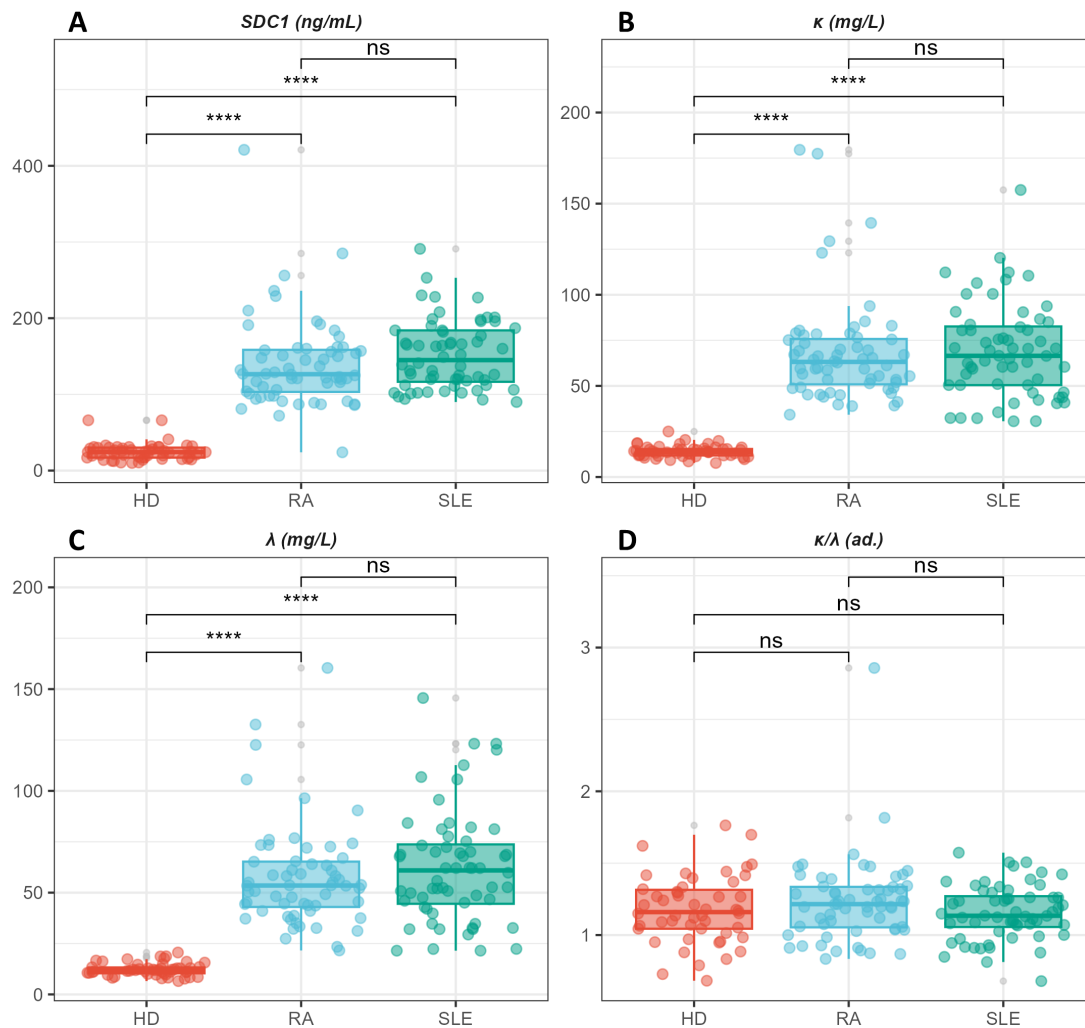 A SDC1 (ng/mL)
ns
****
****
400
200
0
HD RA SLE
B κ (mg/L)
ns
****
****
200
150
100
50
0
HD RA SLE
C λ (mg/L)
ns
****
****
200
150
100
50
0
HD RA SLE
D κ/λ (ad.)
ns
ns
ns
3
2
1
HD RA SLE